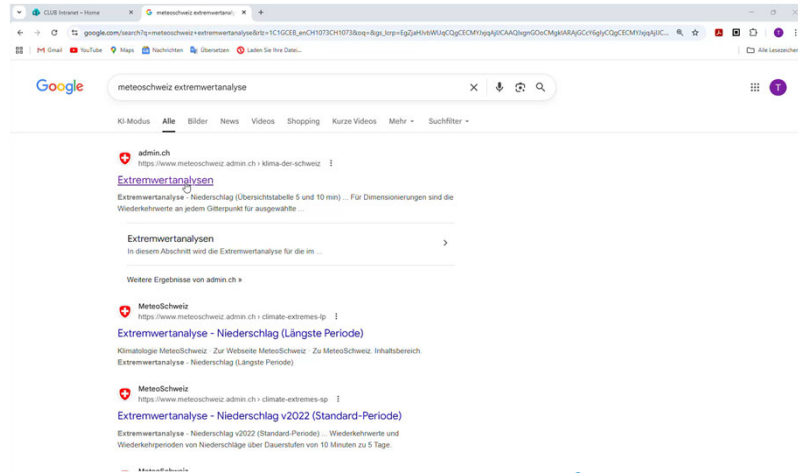 CLUB Intranet – Home
meteoschweiz extremwertanaly
google.com/search?q=meteoschweiz+extremwertanalyse&rlz=1C1GCEB_enCH1073CH1073&oq=
Gmail YouTube Maps Nachrichten Übersetzen Laden Sie Ihre Datei... Alle Lesezeichen
Google
meteoschweiz extremwertanalyse
T
KI-Modus Alle Bilder News Videos Shopping Kurze Videos Mehr Suchfilter
admin.ch
https://www.meteoschweiz.admin.ch › klima-der-schweiz
Extremwertanalysen
Extremwertanalyse - Niederschlag (Übersichtstabelle 5 und 10 min) ... Für Dimensionierungen sind die
Wiederkehrwerte an jedem Gitterpunkt für ausgewählte ...
Extremwertanalysen
In diesem Abschnitt wird die Extremwertanalyse für die im ...
Weitere Ergebnisse von admin.ch »
MeteoSchweiz
https://www.meteoschweiz.admin.ch › climate-extremes-lp
Extremwertanalyse - Niederschlag (Längste Periode)
Klimatologie MeteoSchweiz · Zur Webseite MeteoSchweiz · Zu MeteoSchweiz. Inhaltsbereich.
Extremwertanalyse - Niederschlag (Längste Periode)
MeteoSchweiz
https://www.meteoschweiz.admin.ch › climate-extremes-sp
Extremwertanalyse - Niederschlag v2022 (Standard-Periode)
Extremwertanalyse - Niederschlag v2022 (Standard-Periode) ... Wiederkehrwerte und
Wiederkehrperioden von Niederschläge über Dauerstufen von 10 Minuten zu 5 Tage.
MeteoSchweiz